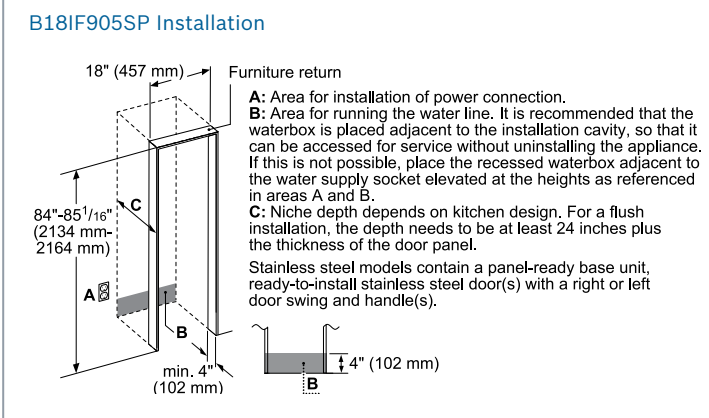 B18IF905SP Installation
18" (457 mm)
Furniture return
A: Area for installation of power connection.
B: Area for running the water line. It is recommended that the
waterbox is placed adjacent to the installation cavity, so that it
can be accessed for service without uninstalling the appliance.
If this is not possible, place the recessed waterbox adjacent to
the water supply socket elevated at the heights as referenced
in areas A and B.
C: Niche depth depends on kitchen design. For a flush
installation, the depth needs to be at least 24 inches plus
the thickness of the door panel.
Stainless steel models contain a panel-ready base unit,
ready-to-install stainless steel door(s) with a right or left
door swing and handle(s).
C
84"-85 1/16"
(2134 mm-
2164 mm)
A
B
min. 4"
(102 mm)
4" (102 mm)
B